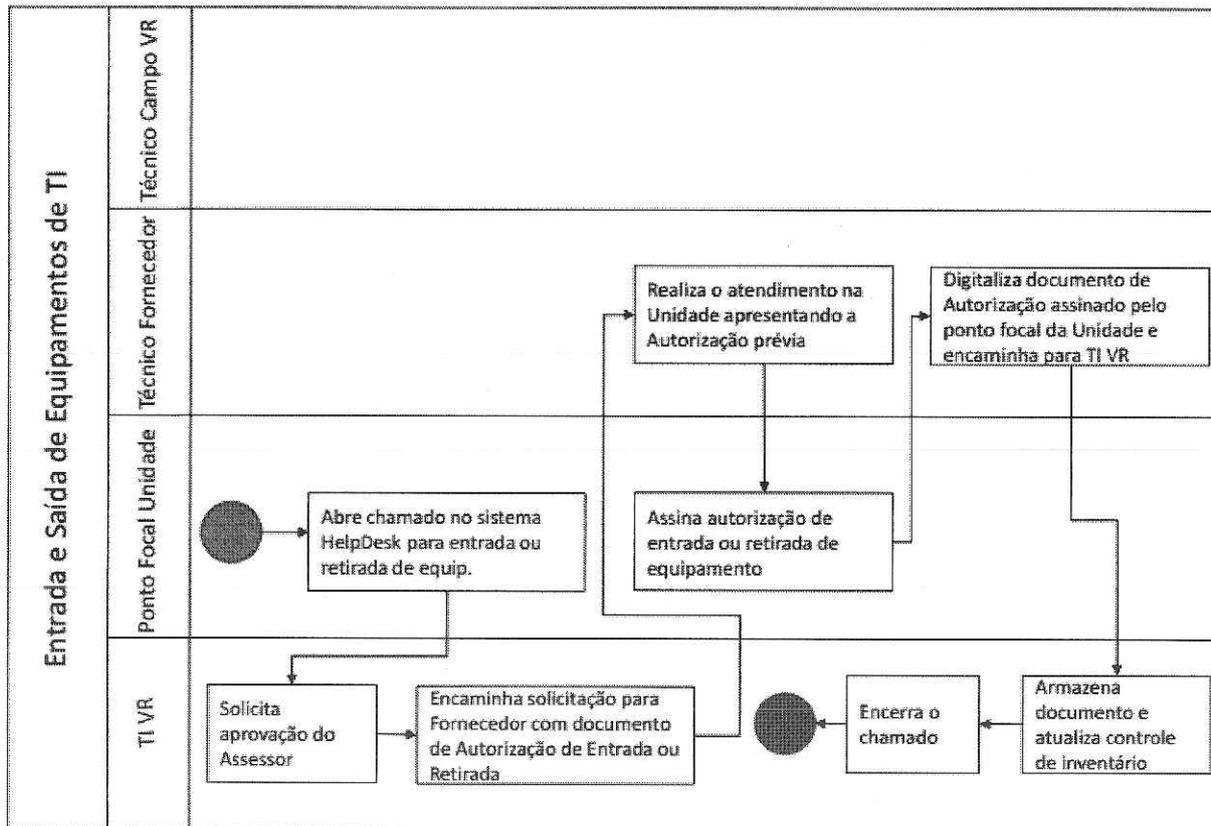 Entrada e Saída de Equipamentos de TI
Técnico Campo VR
Técnico Fornecedor
Realiza o atendimento na
Unidade apresentando a
Autorização prévia
Digitaliza documento de
Autorização assinado pelo
ponto focal da Unidade e
encaminha para TI VR
Ponto Focal Unidade
Abre chamado no sistema
HelpDesk para entrada ou
retirada de equip.
Assina autorização de
entrada ou retirada de
equipamento
TI VR
Solicita
aprovação do
Assessor
Encaminha solicitação para
Fornecedor com documento
de Autorização de Entrada ou
Retirada
Encerra o
chamado
Armazena
documento e
atualiza controle
de inventário